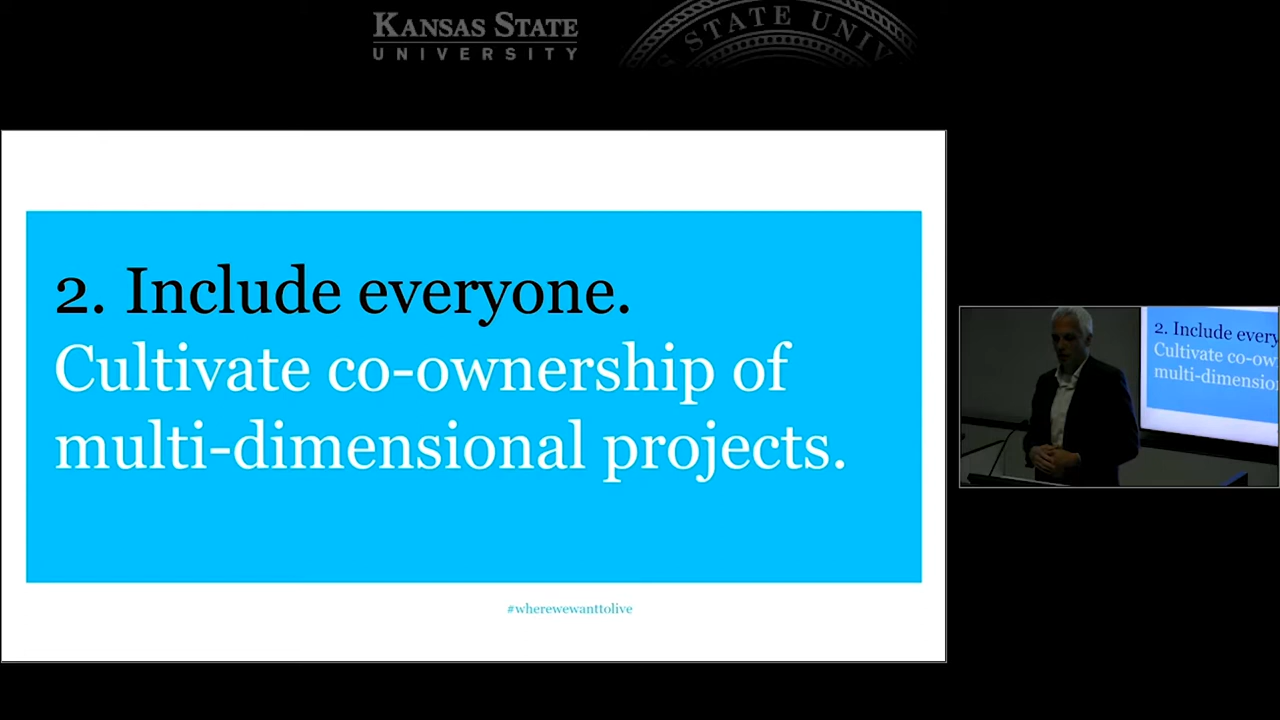 KANSAS STATE
UNIVERSITY
STATE UNIV
2. Include everyone.
Cultivate co-ownership of
multi-dimensional projects.
#wherewewanttolive
2. Include every
Cultivate co-ow
multi-dimensio